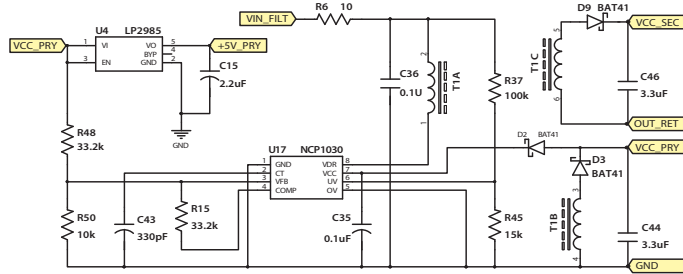 R6 10
VIN_FILT
D9 BAT41
VCC_SEC
U4 LP2985
VCC_PRY
1 VI VO 5
BYP 4
3 EN GND 2
+5V_PRY
C15
2.2uF
GND
C36
0.1U
2
T1A
1
R37
100k
5
T1C
6
C46
3.3uF
OUT_RET
R48
33.2k
U17 NCP1030
1 GND VDR 8
2 CT VCC 7
3 VFB UV 6
4 COMP OV 5
D2 BAT41
VCC_PRY
D3
BAT41
R50
10k
C43
330pF
R15
33.2k
C35
0.1uF
R45
15k
3
T1B
4
C44
3.3uF
GND